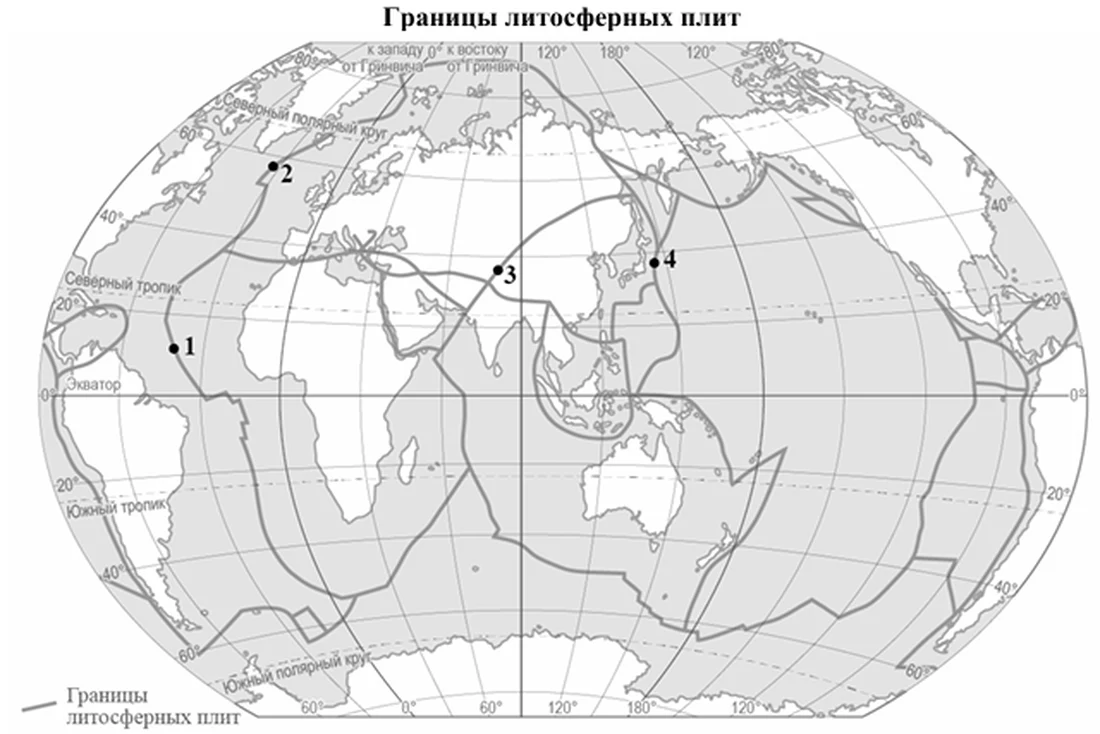 Границы литосферных плит
к западу 0° к востоку 120° 180° 120° 80°
80° от Гринвича от Гринвича
Северный полярный круг
60° 60°
2
40° 40°
3 4
Северный тропик
20° 20°
1
Экватор
0° 0°
20° 20°
Южный тропик
40° 40°
60° 60°
Южный полярный круг
60° 0° 60° 120° 180° 120°
Границы
литосферных плит